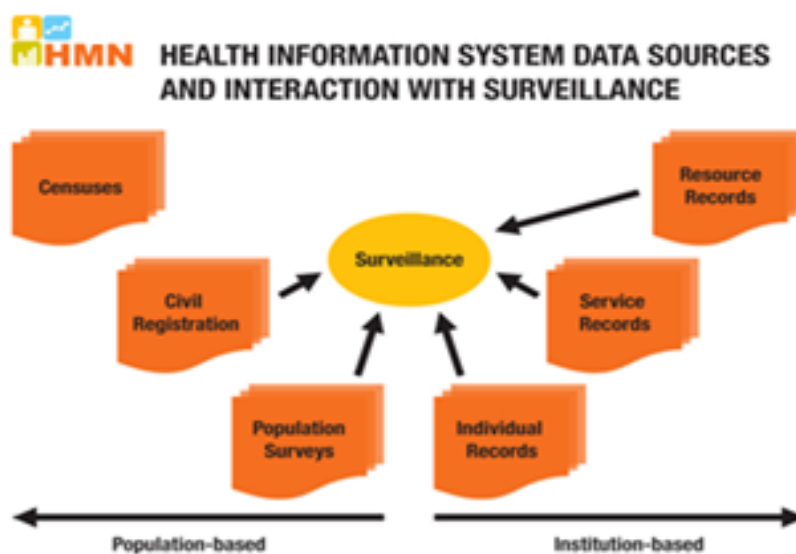 HMN
HEALTH INFORMATION SYSTEM DATA SOURCES
AND INTERACTION WITH SURVEILLANCE
Censuses
Resource
Records
Surveillance
Civil
Registration
Service
Records
Population
Surveys
Individual
Records
Population-based
Institution-based